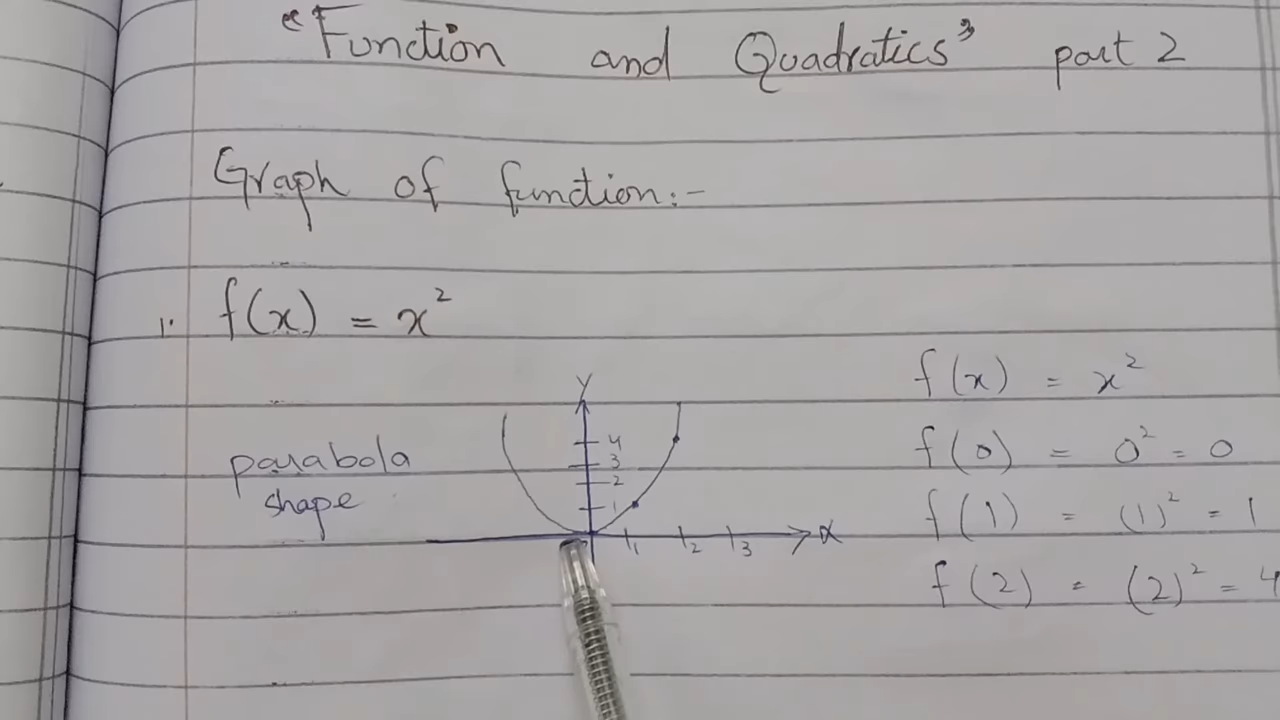 "Function and Quadratics" part 2
Graph of function:-
1. f(x) = x²
parabola
shape
y
4
3
2
1
1 2 3 x
f(x) = x²
f(0) = 0² = 0
f(1) = (1)² = 1
f(2) = (2)² = 4